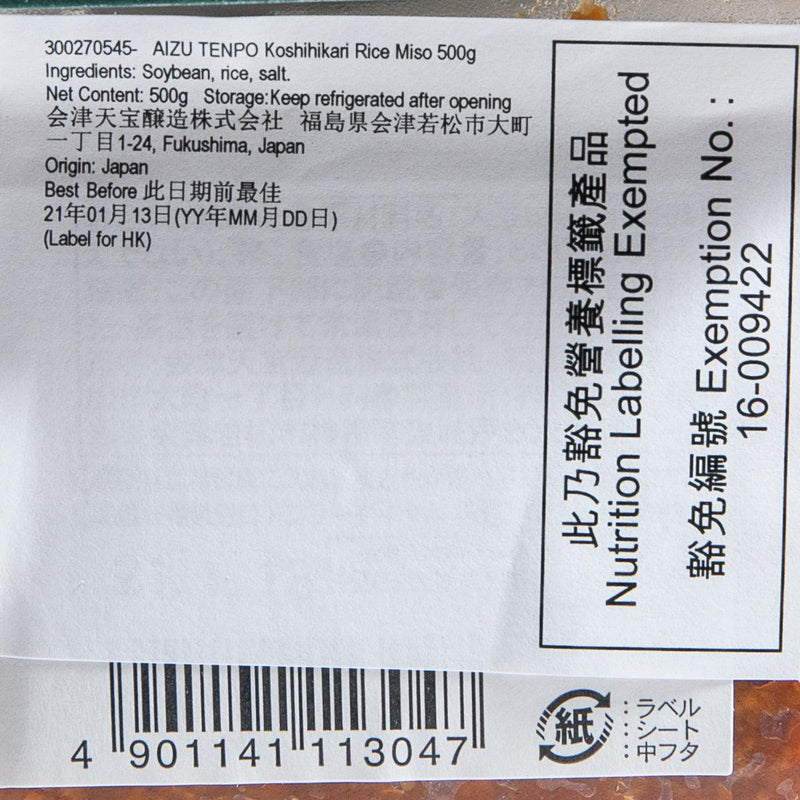 300270545- AIZU TENPO Koshihikari Rice Miso 500g
Ingredients: Soybean, rice, salt.
Net Content: 500g Storage:Keep refrigerated after opening
会津天宝醸造株式会社 福島県会津若松市大町
一丁目1-24, Fukushima, Japan
Origin: Japan
Best Before 此日期前最佳
21年01月13日(YY年MM月DD日)
(Label for HK)
此乃豁免營養標籤產品
Nutrition Labelling Exempted
豁免編號 Exemption No. :
16-009422
4 901141 113047
紙
:ラベル
:シート
:中フタ